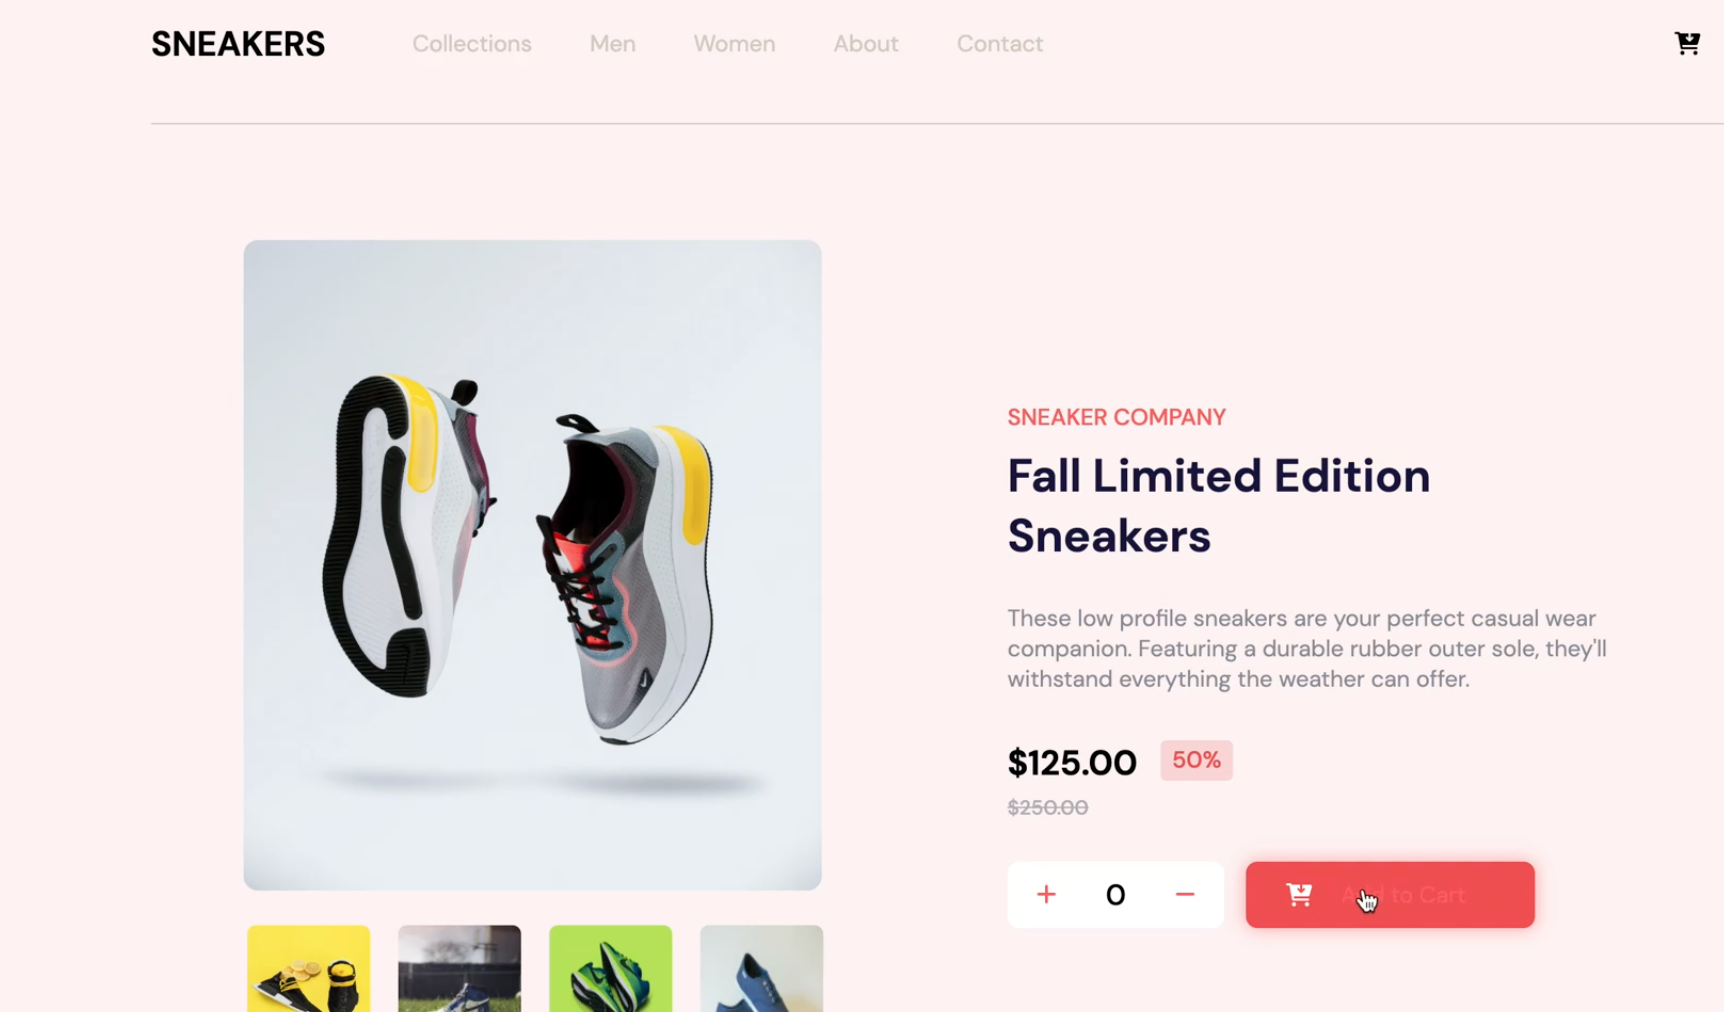 SNEAKERS Collections Men Women About Contact
SNEAKER COMPANY
Fall Limited Edition
Sneakers
These low profile sneakers are your perfect casual wear
companion. Featuring a durable rubber outer sole, they'll
withstand everything the weather can offer.
$125.00 50%
$250.00
+ 0 − Add to Cart